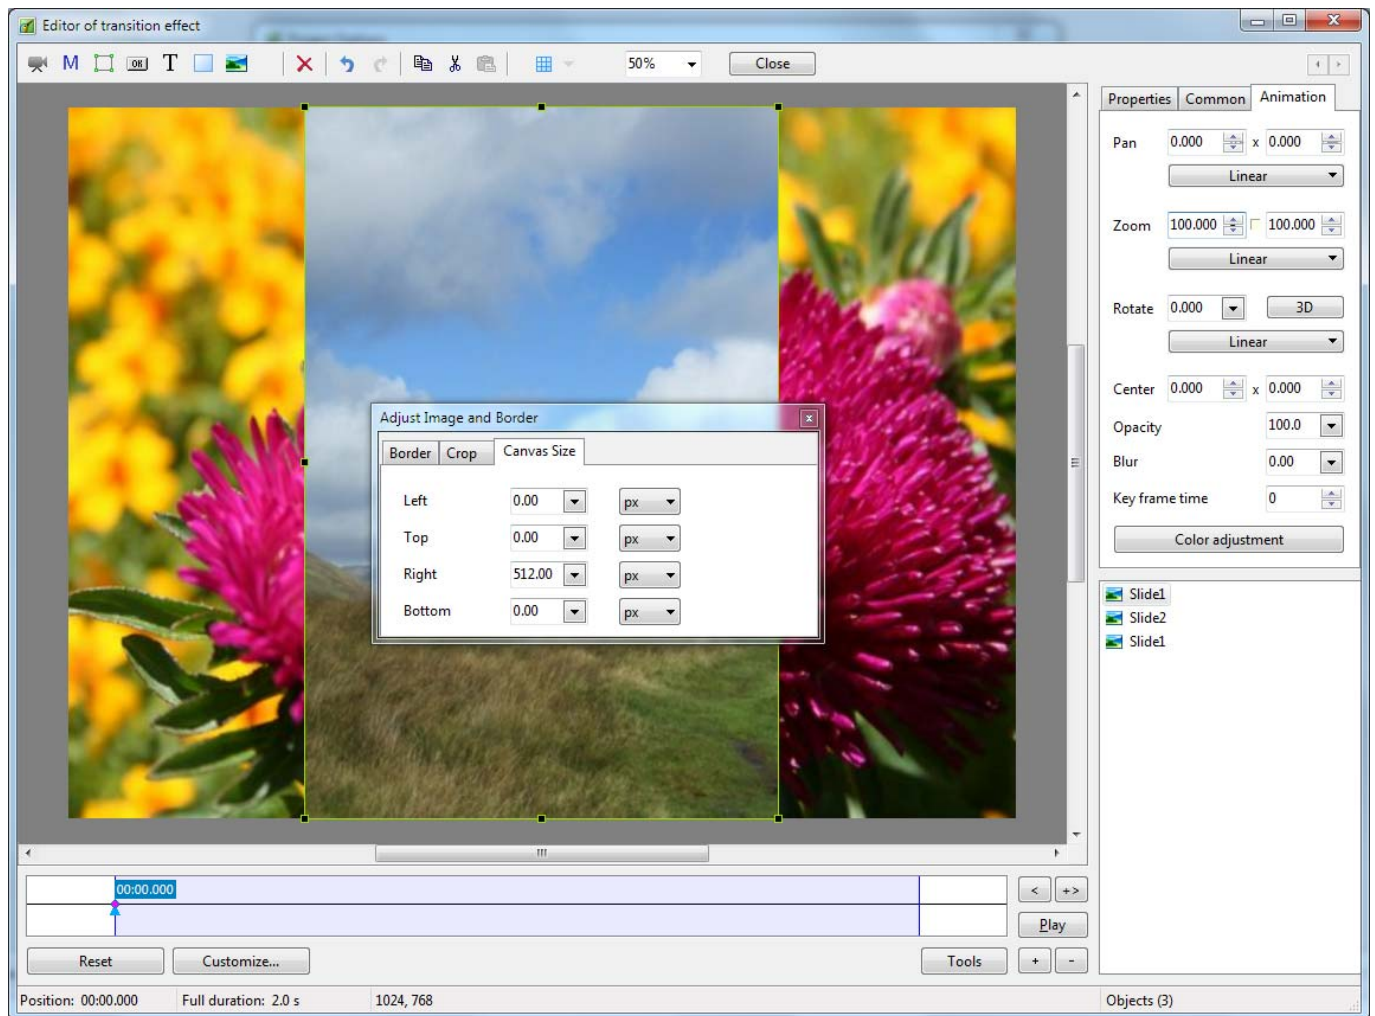 Editor of transition effect
M OK T 50% Close
Properties Common Animation
Pan 0.000 x 0.000
Linear
Zoom 100.000 100.000
Linear
Rotate 0.000 3D
Linear
Center 0.000 x 0.000
Opacity 100.0
Blur 0.00
Key frame time 0
Color adjustment
Adjust Image and Border
Border Crop Canvas Size
Left 0.00 px
Top 0.00 px
Right 512.00 px
Bottom 0.00 px
Slide1
Slide2
Slide1
00:00.000
< +>
Play
Reset Customize... Tools + -
Position: 00:00.000 Full duration: 2.0 s 1024, 768 Objects (3)